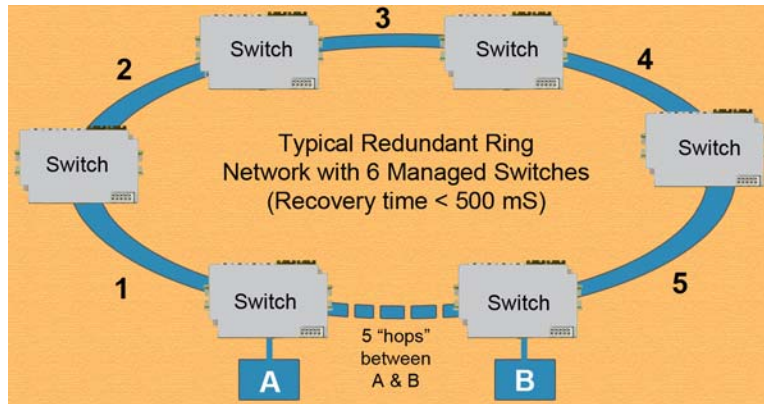 3
Switch
Switch
2
4
Switch
Switch
Typical Redundant Ring
Network with 6 Managed Switches
(Recovery time < 500 mS)
1
5
Switch
Switch
5 “hops”
between
A & B
A
B